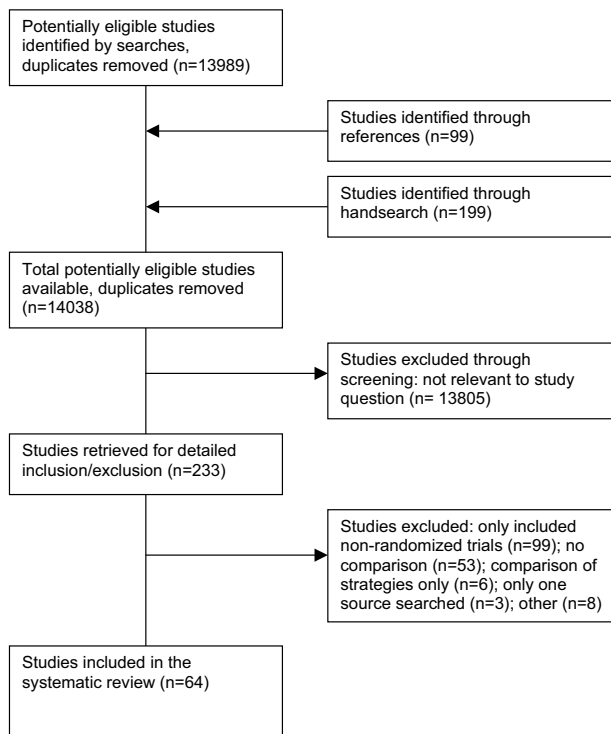 Potentially eligible studies
identified by searches,
duplicates removed (n=13989)
Studies identified through
references (n=99)
Studies identified through
handsearch (n=199)
Total potentially eligible studies
available, duplicates removed
(n=14038)
Studies excluded through
screening: not relevant to study
question (n= 13805)
Studies retrieved for detailed
inclusion/exclusion (n=233)
Studies excluded: only included
non-randomized trials (n=99); no
comparison (n=53); comparison of
strategies only (n=6); only one
source searched (n=3); other (n=8)
Studies included in the
systematic review (n=64)